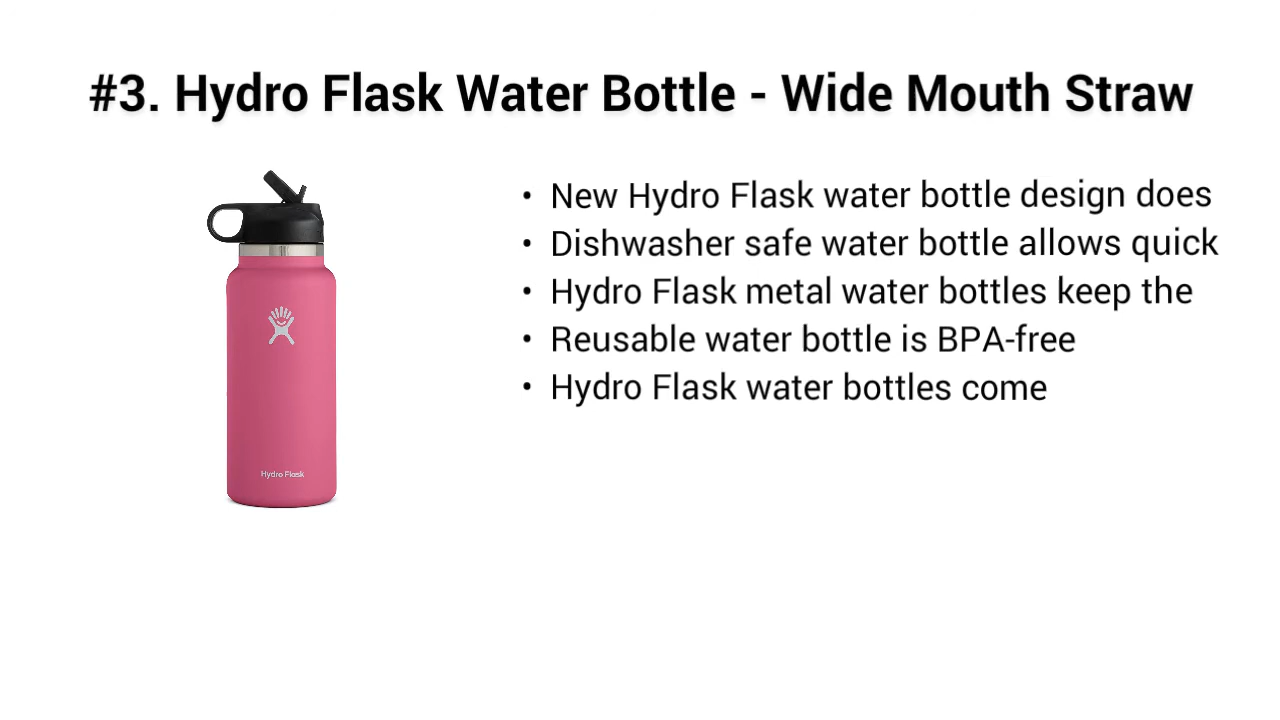 #3. Hydro Flask Water Bottle - Wide Mouth Straw
• New Hydro Flask water bottle design does
• Dishwasher safe water bottle allows quick
• Hydro Flask metal water bottles keep the
• Reusable water bottle is BPA-free
• Hydro Flask water bottles come
Hydro Flask